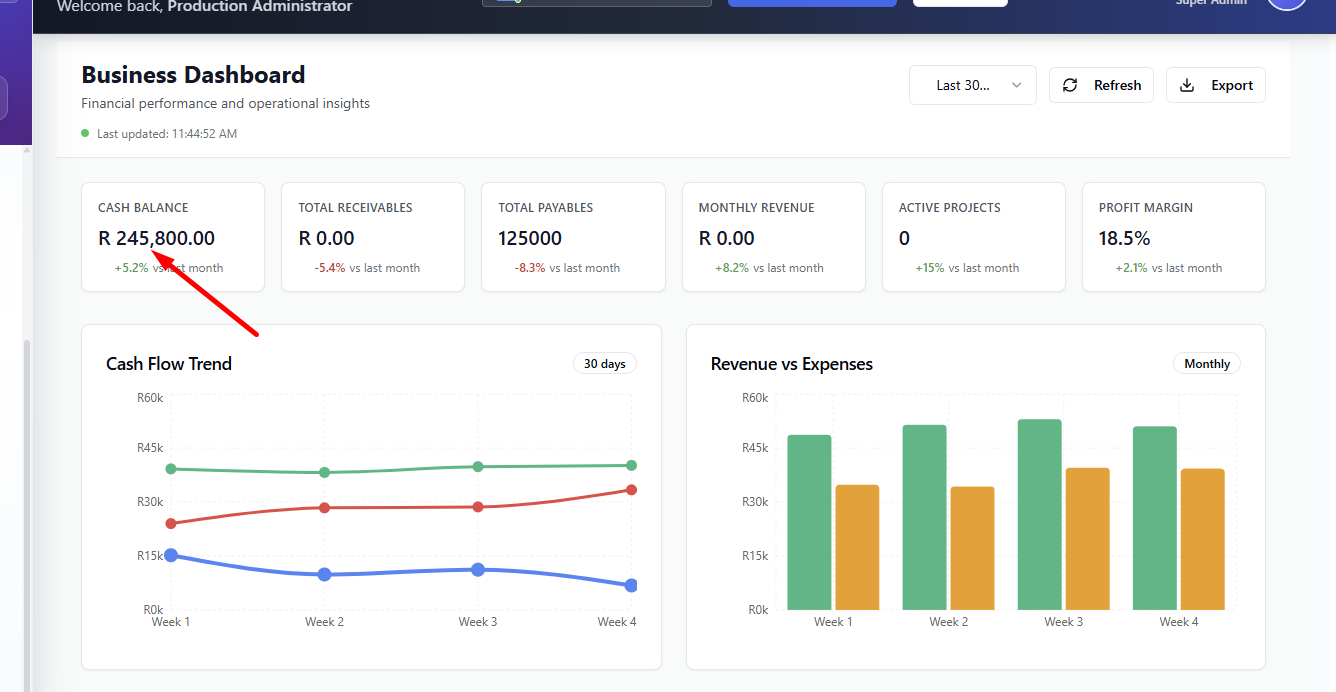 Welcome back, Production Administrator
Super Admin
Business Dashboard
Financial performance and operational insights
Last updated: 11:44:52 AM
Last 30...
Refresh
Export
CASH BALANCE
R 245,800.00
+5.2% vs last month
TOTAL RECEIVABLES
R 0.00
-5.4% vs last month
TOTAL PAYABLES
125000
-8.3% vs last month
MONTHLY REVENUE
R 0.00
+8.2% vs last month
ACTIVE PROJECTS
0
+15% vs last month
PROFIT MARGIN
18.5%
+2.1% vs last month
Cash Flow Trend
30 days
R60k
R45k
R30k
R15k
R0k
Week 1
Week 2
Week 3
Week 4
Revenue vs Expenses
Monthly
R60k
R45k
R30k
R15k
R0k
Week 1
Week 2
Week 3
Week 4